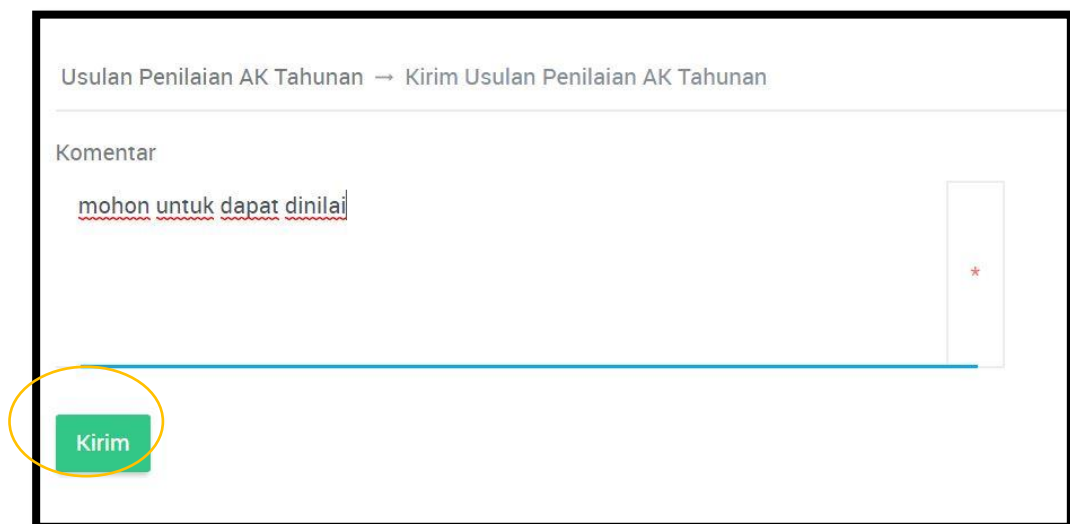 Usulan Penilaian AK Tahunan → Kirim Usulan Penilaian AK Tahunan
Komentar
mohon untuk dapat dinilai
*
Kirim